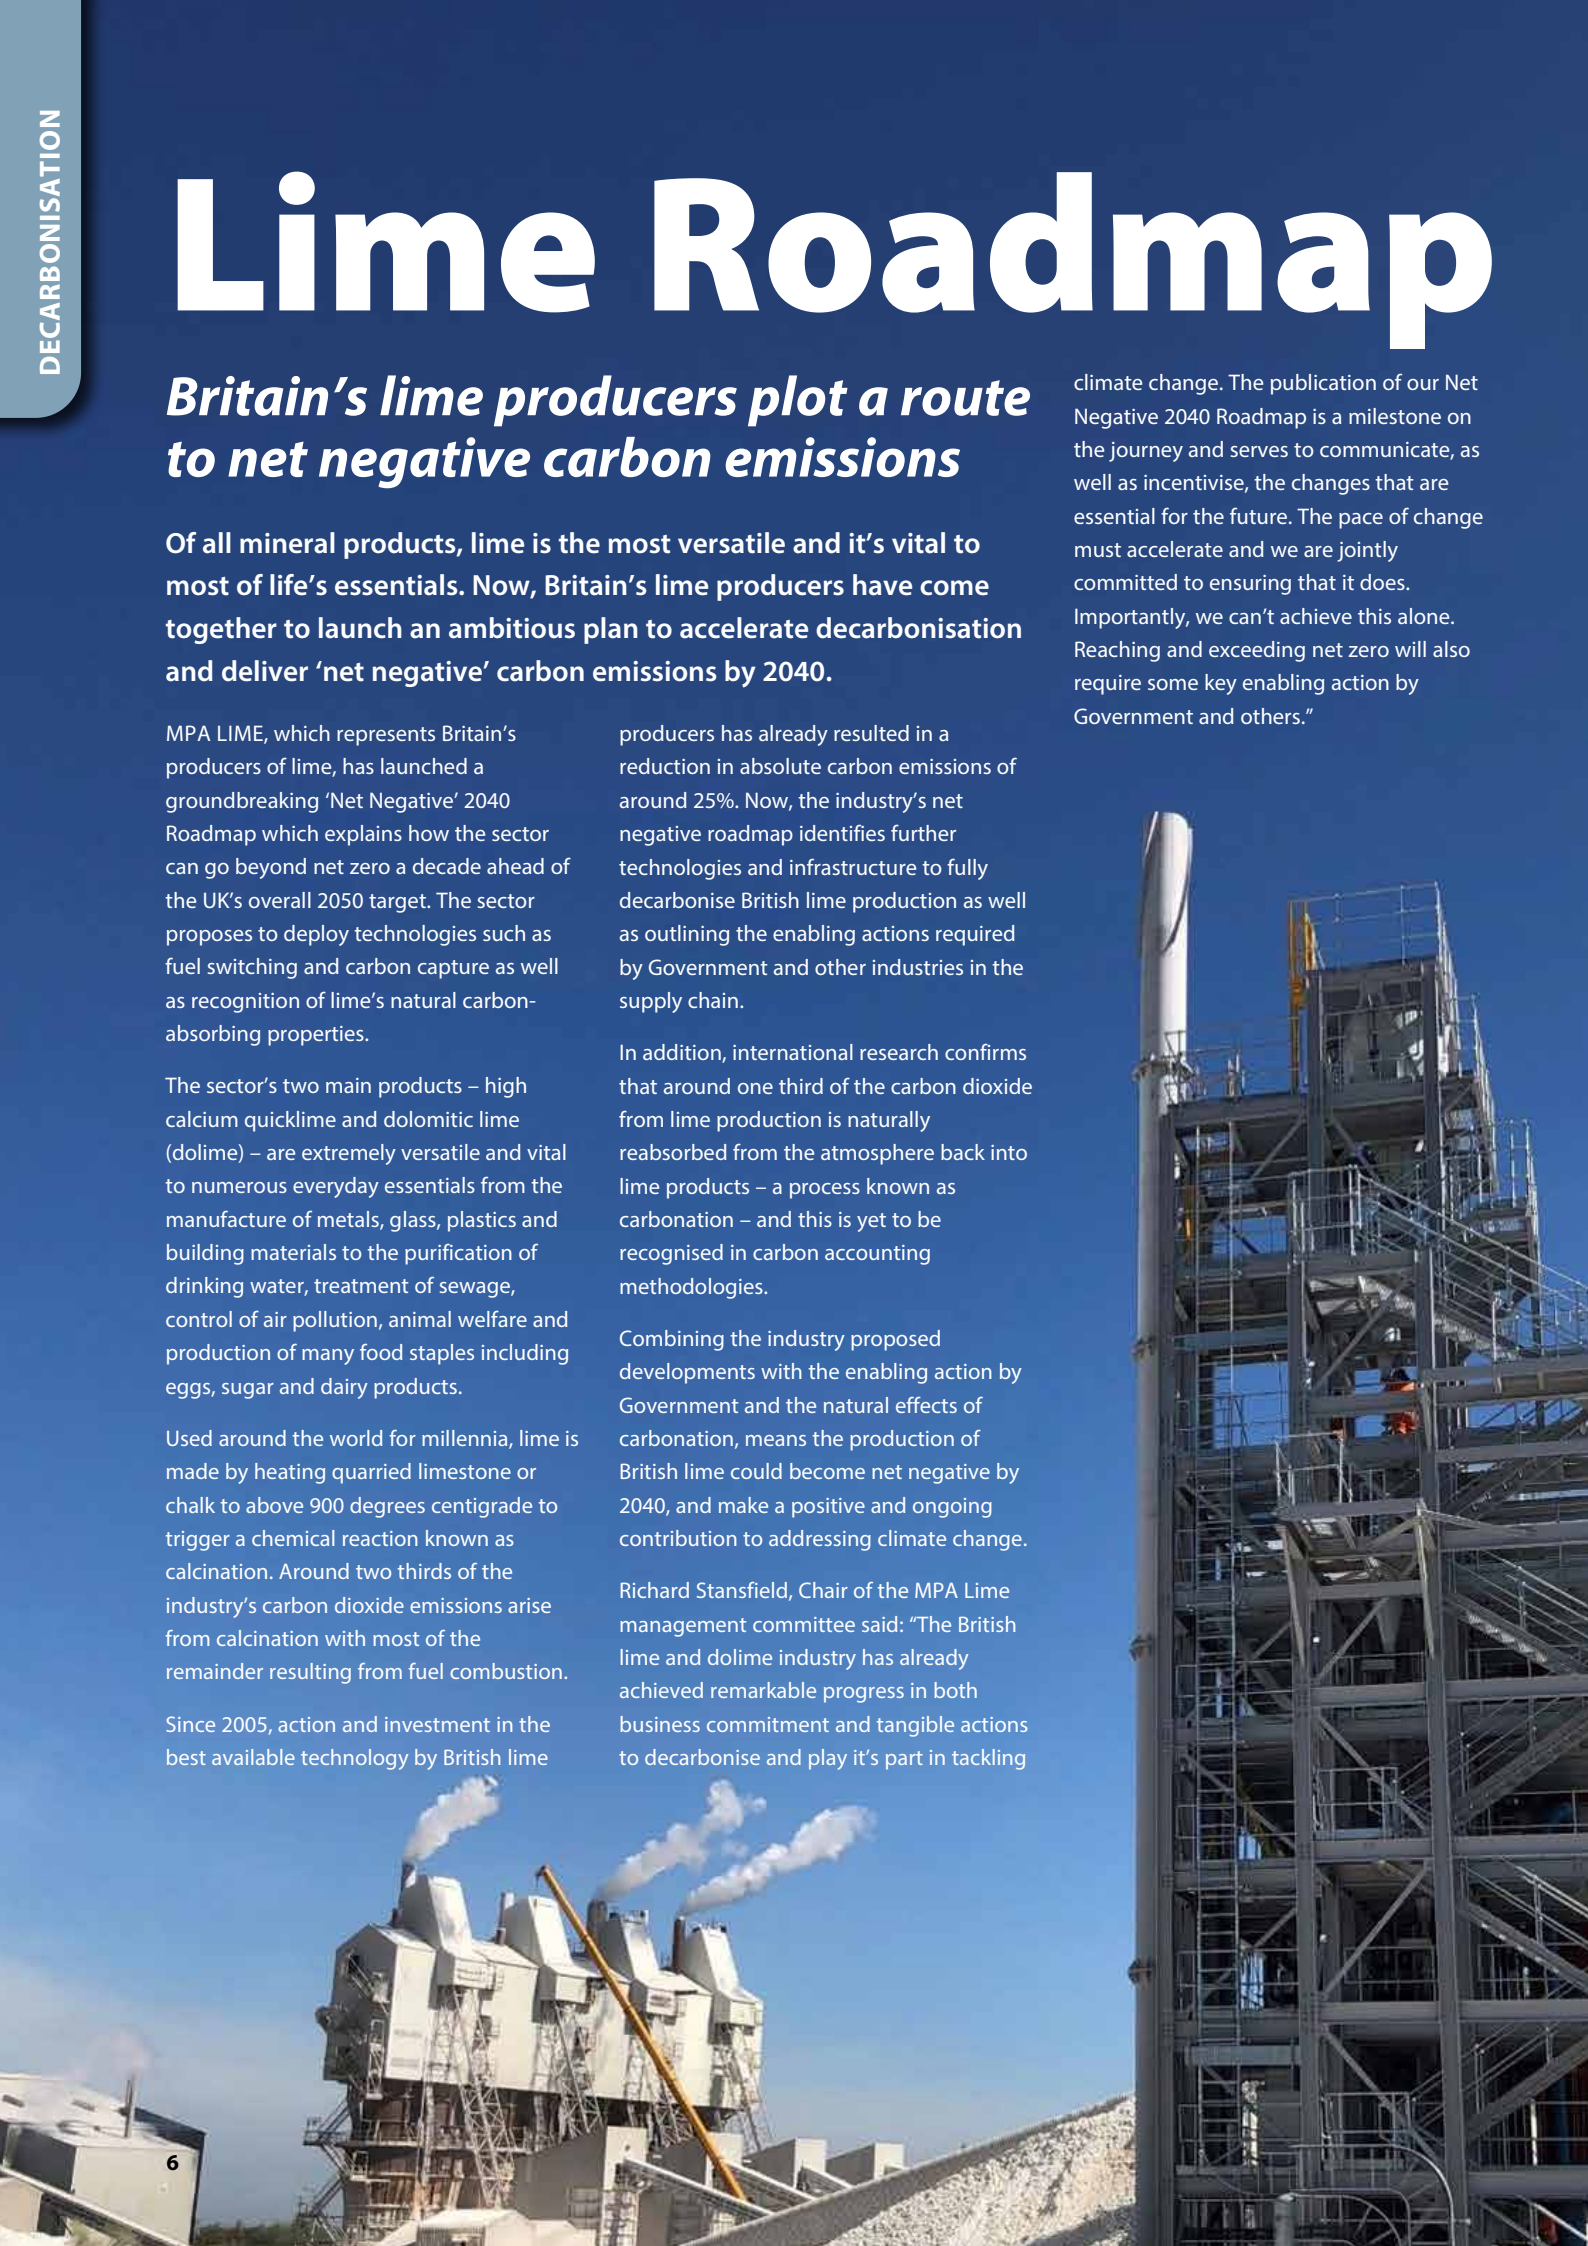 DECARBONISATION
Lime Roadmap
Britain’s lime producers plot a route
to net negative carbon emissions
Of all mineral products, lime is the most versatile and it’s vital to
most of life’s essentials. Now, Britain’s lime producers have come
together to launch an ambitious plan to accelerate decarbonisation
and deliver ‘net negative’ carbon emissions by 2040.
MPA LIME, which represents Britain’s
producers of lime, has launched a
groundbreaking ‘Net Negative’ 2040
Roadmap which explains how the sector
can go beyond net zero a decade ahead of
the UK’s overall 2050 target. The sector
proposes to deploy technologies such as
fuel switching and carbon capture as well
as recognition of lime’s natural carbon-
absorbing properties.
The sector’s two main products – high
calcium quicklime and dolomitic lime
(dolime) – are extremely versatile and vital
to numerous everyday essentials from the
manufacture of metals, glass, plastics and
building materials to the purification of
drinking water, treatment of sewage,
control of air pollution, animal welfare and
production of many food staples including
eggs, sugar and dairy products.
Used around the world for millennia, lime is
made by heating quarried limestone or
chalk to above 900 degrees centigrade to
trigger a chemical reaction known as
calcination. Around two thirds of the
industry’s carbon dioxide emissions arise
from calcination with most of the
remainder resulting from fuel combustion.
Since 2005, action and investment in the
best available technology by British lime
producers has already resulted in a
reduction in absolute carbon emissions of
around 25%. Now, the industry’s net
negative roadmap identifies further
technologies and infrastructure to fully
decarbonise British lime production as well
as outlining the enabling actions required
by Government and other industries in the
supply chain.
In addition, international research confirms
that around one third of the carbon dioxide
from lime production is naturally
reabsorbed from the atmosphere back into
lime products – a process known as
carbonation – and this is yet to be
recognised in carbon accounting
methodologies.
Combining the industry proposed
developments with the enabling action by
Government and the natural effects of
carbonation, means the production of
British lime could become net negative by
2040, and make a positive and ongoing
contribution to addressing climate change.
Richard Stansfield, Chair of the MPA Lime
management committee said: “The British
lime and dolime industry has already
achieved remarkable progress in both
business commitment and tangible actions
to decarbonise and play it’s part in tackling
climate change. The publication of our Net
Negative 2040 Roadmap is a milestone on
the journey and serves to communicate, as
well as incentivise, the changes that are
essential for the future. The pace of change
must accelerate and we are jointly
committed to ensuring that it does.
Importantly, we can’t achieve this alone.
Reaching and exceeding net zero will also
require some key enabling action by
Government and others.”
6